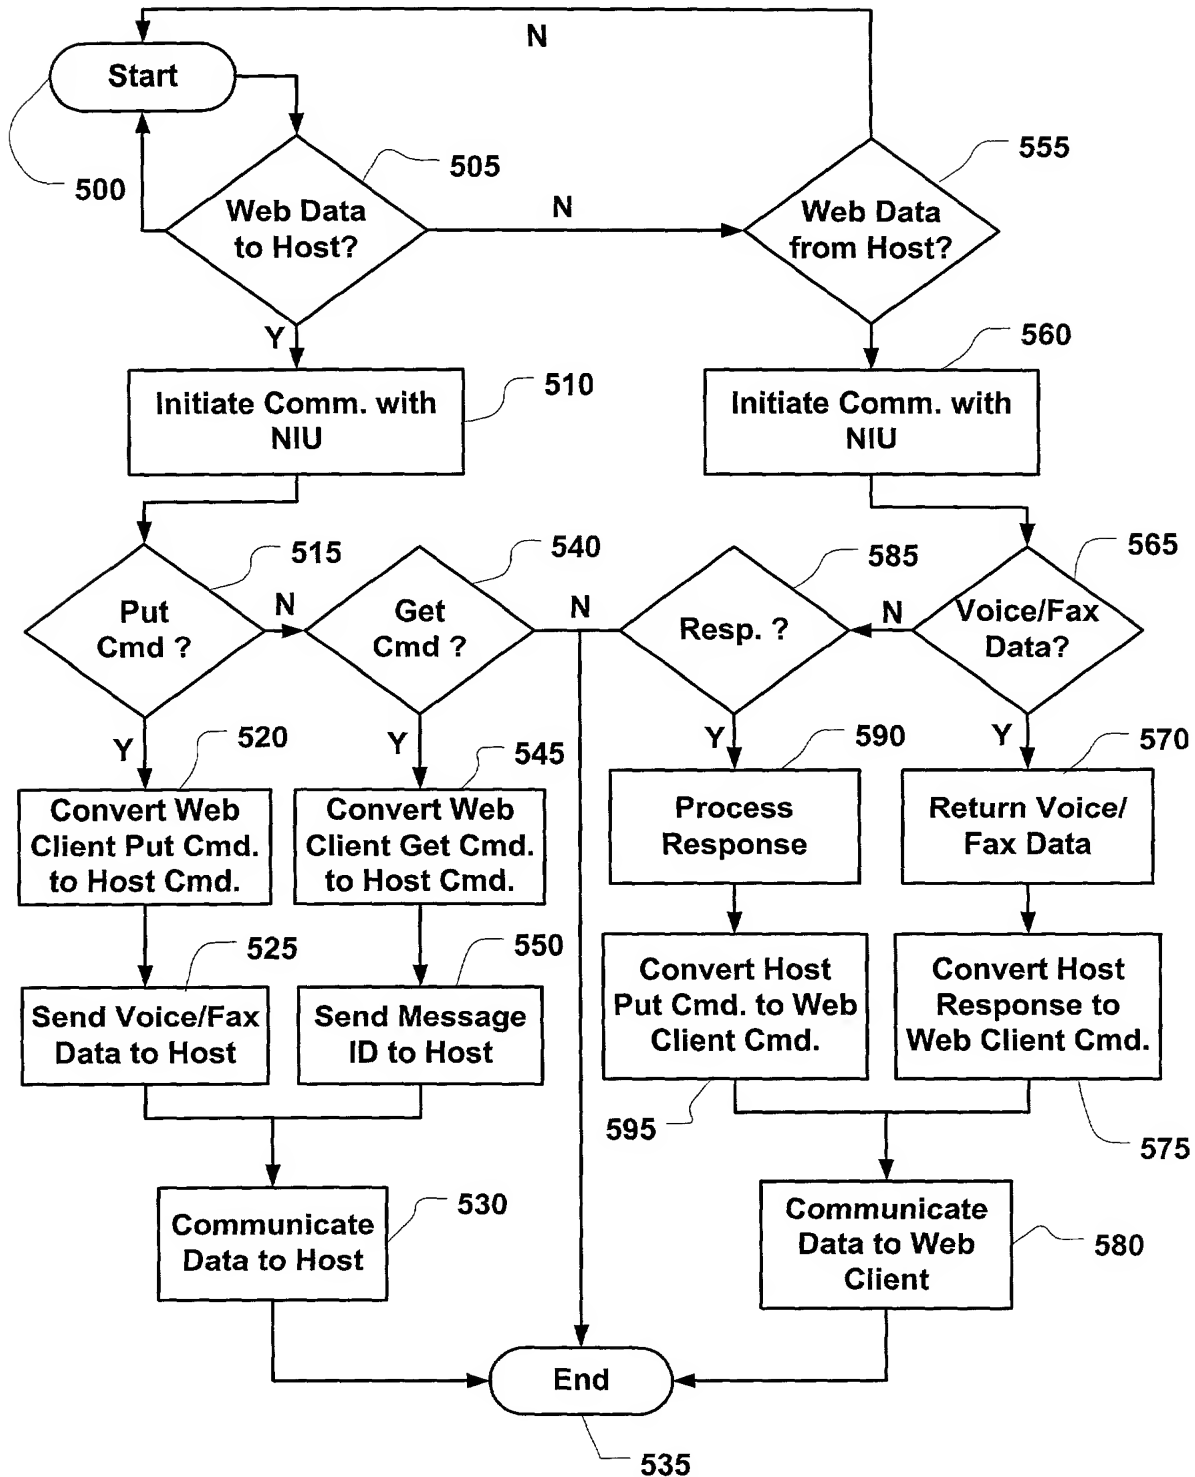 N
Start
500
505
555
Web Data
to Host?
N
Web Data
from Host?
Y
510
560
Initiate Comm. with
NIU
Initiate Comm. with
NIU
515
540
585
565
Put
Cmd ?
N
Get
Cmd ?
N
Resp. ?
N
Voice/Fax
Data?
Y
520
Y
545
Y
590
Y
570
Convert Web
Client Put Cmd.
to Host Cmd.
Convert Web
Client Get Cmd.
to Host Cmd.
Process
Response
Return Voice/
Fax Data
525
550
Send Voice/Fax
Data to Host
Send Message
ID to Host
Convert Host
Put Cmd. to Web
Client Cmd.
Convert Host
Response to
Web Client Cmd.
595
575
Communicate
Data to Host
530
Communicate
Data to Web
Client
580
End
535